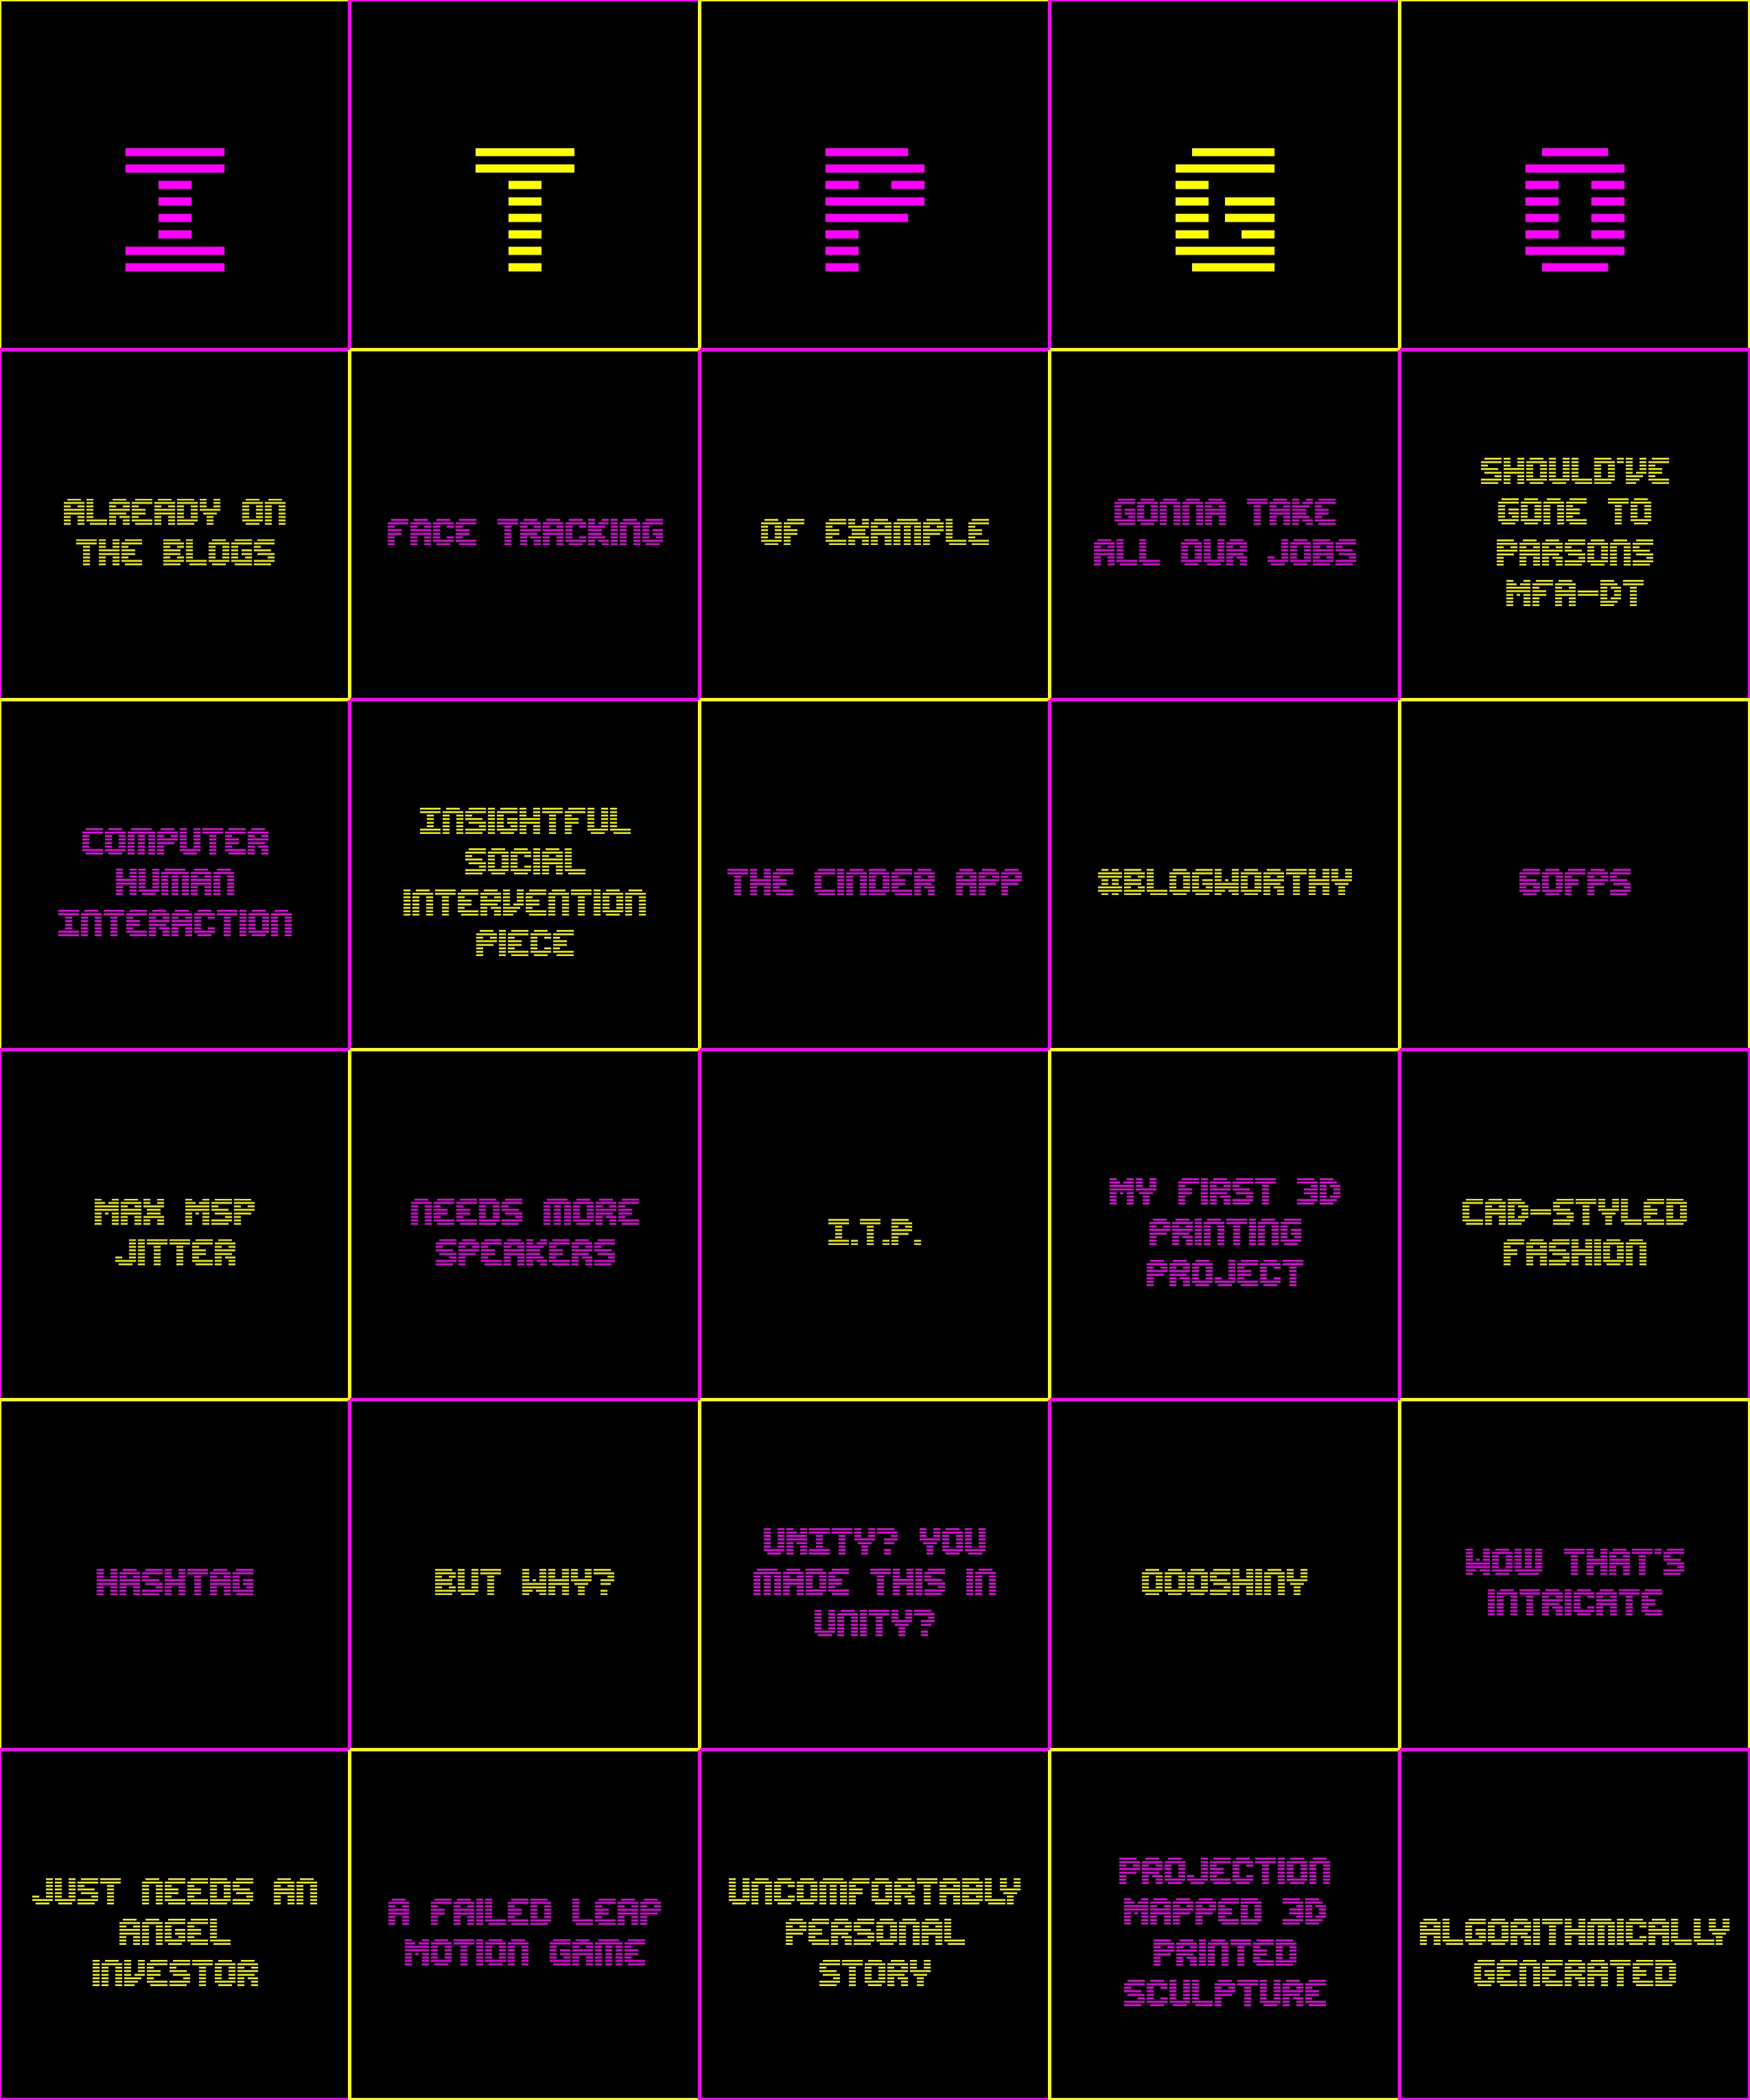 I
T
P
G
O
ALREADY ON
THE BLOGS
FACE TRACKING
OF EXAMPLE
GONNA TAKE
ALL OUR JOBS
SHOULD'VE
GONE TO
PARSONS
MFA-DT
COMPUTER
HUMAN
INTERACTION
INSIGHTFUL
SOCIAL
INTERVENTION
PIECE
THE CINDER APP
#BLOGWORTHY
60FPS
MAX MSP
JITTER
NEEDS MORE
SPEAKERS
I.T.P.
MY FIRST 3D
PRINTING
PROJECT
CAD-STYLED
FASHION
HASHTAG
BUT WHY?
UNITY? YOU
MADE THIS IN
UNITY?
OOOSHINY
WOW THAT'S
INTRICATE
JUST NEEDS AN
ANGEL
INVESTOR
A FAILED LEAP
MOTION GAME
UNCOMFORTABLY
PERSONAL
STORY
PROJECTION
MAPPED 3D
PRINTED
SCULPTURE
ALGORITHMICALLY
GENERATED